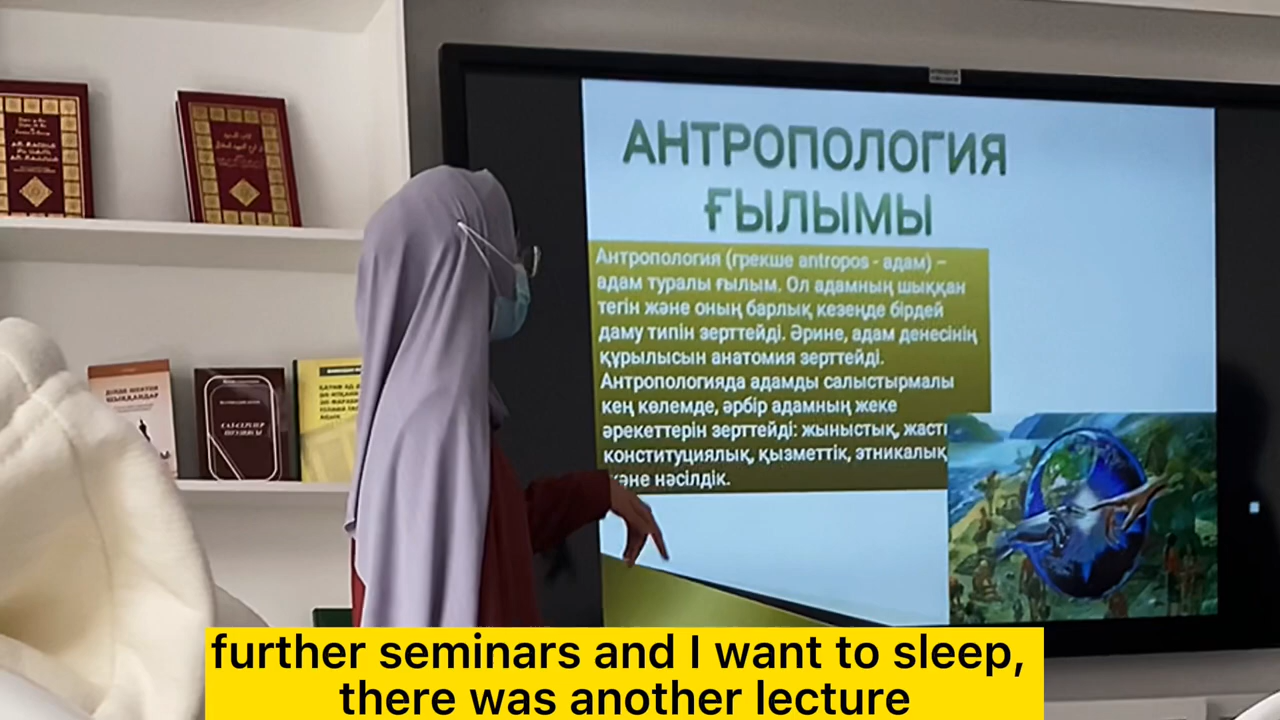 АНТРОПОЛОГИЯ
ҒЫЛЫМЫ
Антропология (грекше antropos - адам) –
адам туралы ғылым. Ол адамның шыққан
тегін және оның барлық кезеңде бірдей
даму типін зерттейді. Әрине, адам денесінің
құрылысын анатомия зерттейді.
Антропологияда адамды салыстырмалы
кең көлемде, әрбір адамның жеке
әрекеттерін зерттейді: жыныстық, жасты
конституциялық, қызметтік, этникалық
және нәсілдік.
further seminars and I want to sleep,
there was another lecture